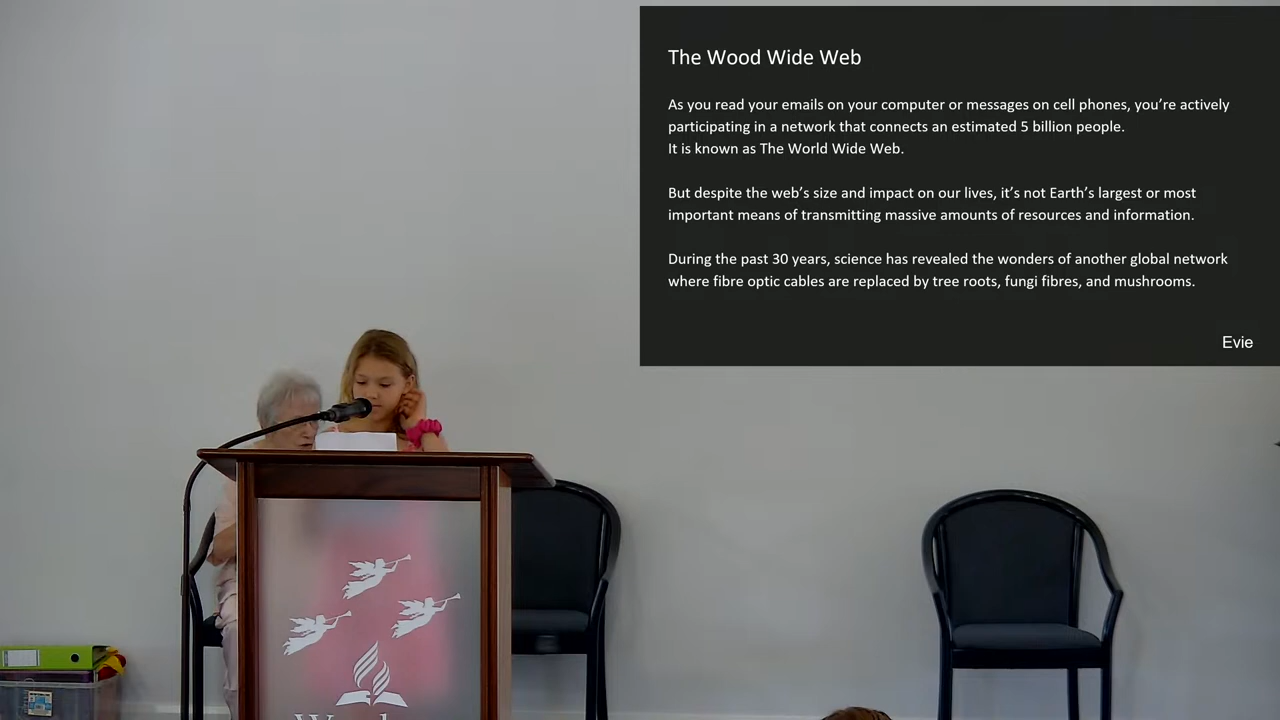 The Wood Wide Web
As you read your emails on your computer or messages on cell phones, you’re actively
participating in a network that connects an estimated 5 billion people.
It is known as The World Wide Web.
But despite the web’s size and impact on our lives, it’s not Earth’s largest or most
important means of transmitting massive amounts of resources and information.
During the past 30 years, science has revealed the wonders of another global network
where fibre optic cables are replaced by tree roots, fungi fibres, and mushrooms.
Evie